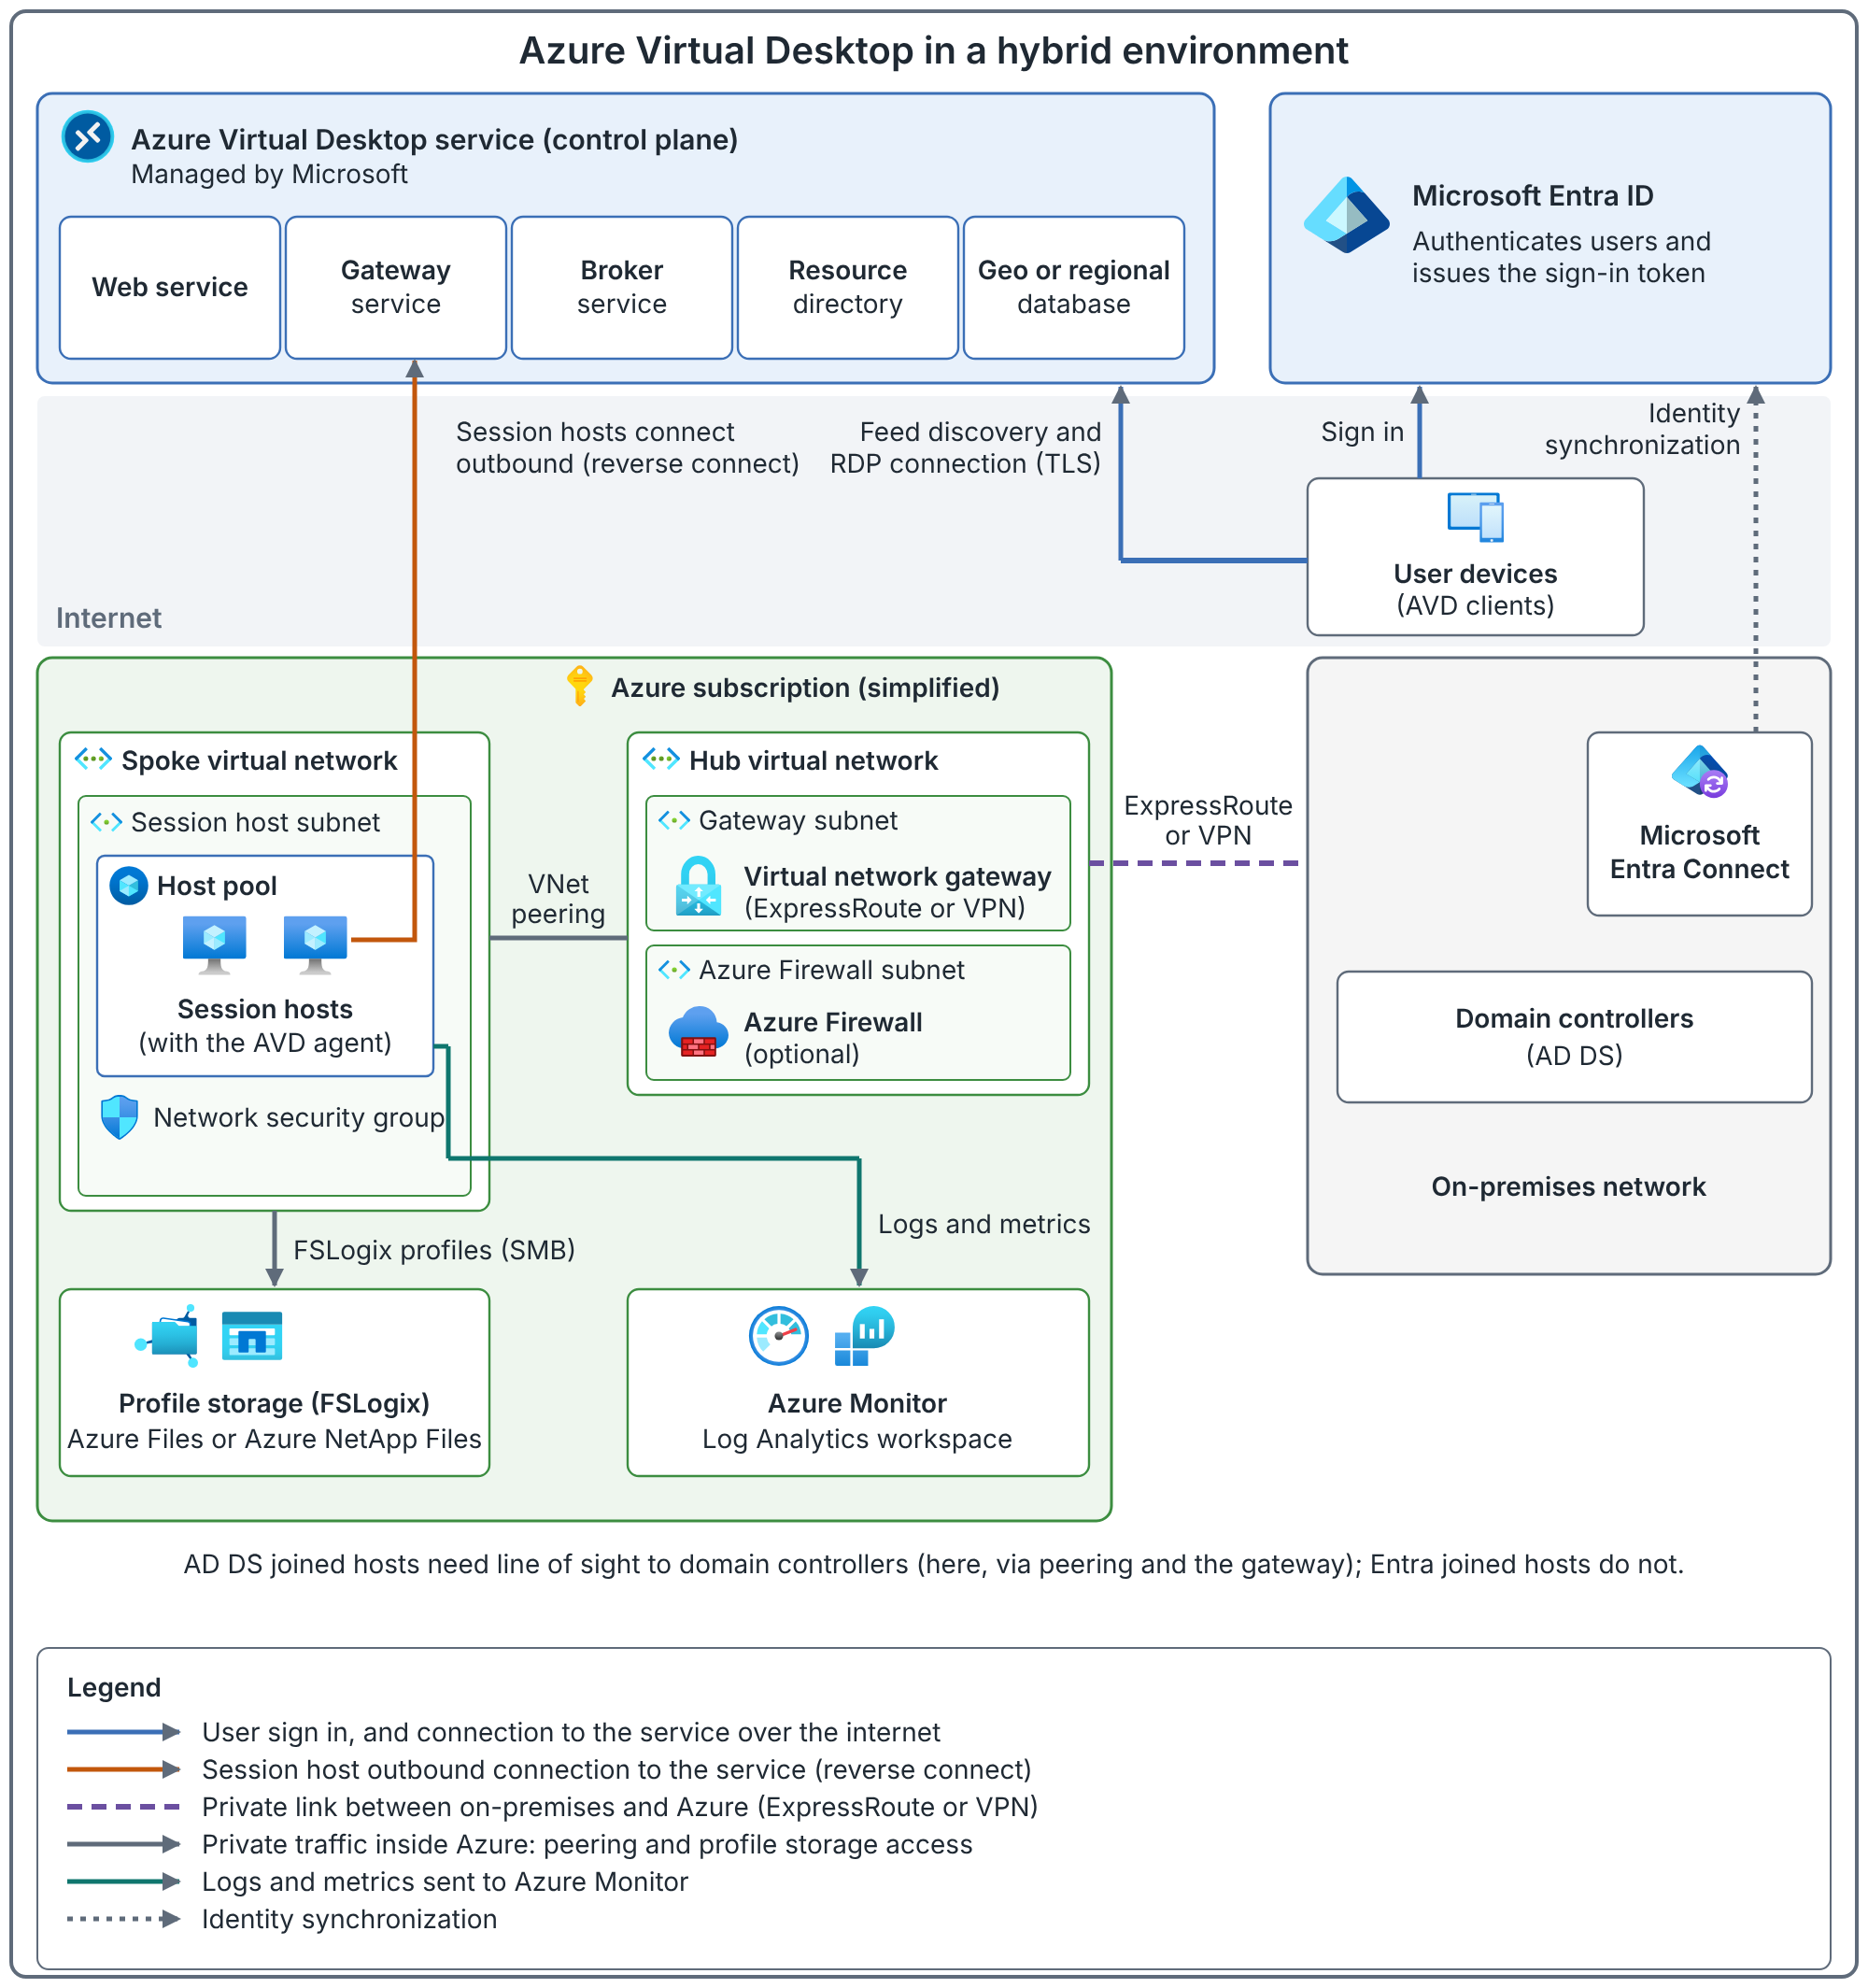 Azure Virtual Desktop in a hybrid environment
Azure Virtual Desktop service (control plane)
Managed by Microsoft
Web service
Gateway
service
Broker
service
Resource
directory
Geo or regional
database
Microsoft Entra ID
Authenticates users and
issues the sign-in token
Session hosts connect
outbound (reverse connect)
Feed discovery and
RDP connection (TLS)
Sign in
Identity
synchronization
User devices
(AVD clients)
Internet
Azure subscription (simplified)
Spoke virtual network
Session host subnet
Host pool
Session hosts
(with the AVD agent)
Network security group
VNet
peering
Hub virtual network
Gateway subnet
Virtual network gateway
(ExpressRoute or VPN)
Azure Firewall subnet
Azure Firewall
(optional)
ExpressRoute
or VPN
Microsoft
Entra Connect
Domain controllers
(AD DS)
On-premises network
FSLogix profiles (SMB)
Logs and metrics
Profile storage (FSLogix)
Azure Files or Azure NetApp Files
Azure Monitor
Log Analytics workspace
AD DS joined hosts need line of sight to domain controllers (here, via peering and the gateway); Entra joined hosts do not.
Legend
User sign in, and connection to the service over the internet
Session host outbound connection to the service (reverse connect)
Private link between on-premises and Azure (ExpressRoute or VPN)
Private traffic inside Azure: peering and profile storage access
Logs and metrics sent to Azure Monitor
Identity synchronization